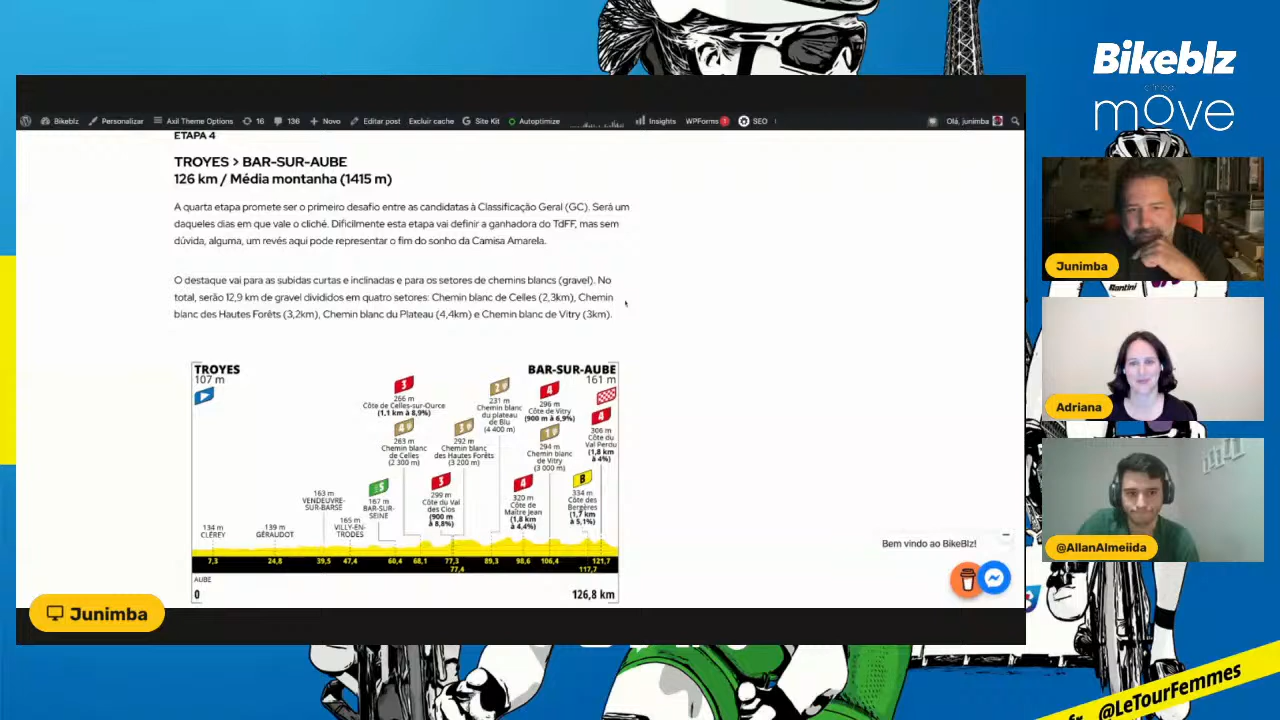 Bikeblz
clínica
mOve
Bikeblz
Personalizar
Axil Theme Options
16
136
Novo
Editar post
Excluir cache
Site Kit
Autoptimize
Insights
WPForms
1
SEO
Olá, junimba
ETAPA 4
TROYES > BAR-SUR-AUBE
126 km / Média montanha (1415 m)
A quarta etapa promete ser o primeiro desafio entre as candidatas à Classificação Geral (GC). Será um
daqueles dias em que vale o cliché. Dificilmente esta etapa vai definir a ganhadora do TdFF, mas sem
dúvida, alguma, um revés aqui pode representar o fim do sonho da Camisa Amarela.
O destaque vai para as subidas curtas e inclinadas e para os setores de chemins blancs (gravel). No
total, serão 12,9 km de gravel divididos em quatro setores: Chemin blanc de Celles (2,3km), Chemin
blanc des Hautes Forêts (3,2km), Chemin blanc du Plateau (4,4km) e Chemin blanc de Vitry (3km).
TROYES
107 m
BAR-SUR-AUBE
161 m
134 m
CLÉREY
139 m
GÉRAUDOT
163 m
VENDEUVRE-
SUR-BARSE
165 m
VILLY-EN-
TRODES
S
167 m
BAR-SUR-
SEINE
3
266 m
Côte de Celles-sur-Ource
(1,1 km à 8,9%)
4
263 m
Chemin blanc
de Celles
(2 300 m)
3
299 m
Côte du Val
des Clos
(900 m
à 8,8%)
3
292 m
Chemin blanc
des Hautes Forêts
(3 200 m)
2
231 m
Chemin blanc
du plateau
de Blu
(4 400 m)
4
320 m
Côte de
Maître Jean
(1,8 km
à 4,4%)
4
296 m
Côte de Vitry
(900 m à 6,9%)
1
294 m
Chemin blanc
de Vitry
(3 000 m)
B
334 m
Côte des
Bergères
(1,7 km
à 5,1%)
4
306 m
Côte du
Val Perdu
(1,8 km
à 4%)
7,3
24,8
39,5
47,4
60,4
68,1
77,3
77,4
89,3
98,6
106,4
117,7
121,7
AUBE
0
126,8 km
Bem vindo ao BikeBlz!
Junimba
Junimba
Santini
Adriana
@AllanAlmeiida
.fr @LeTourFemmes